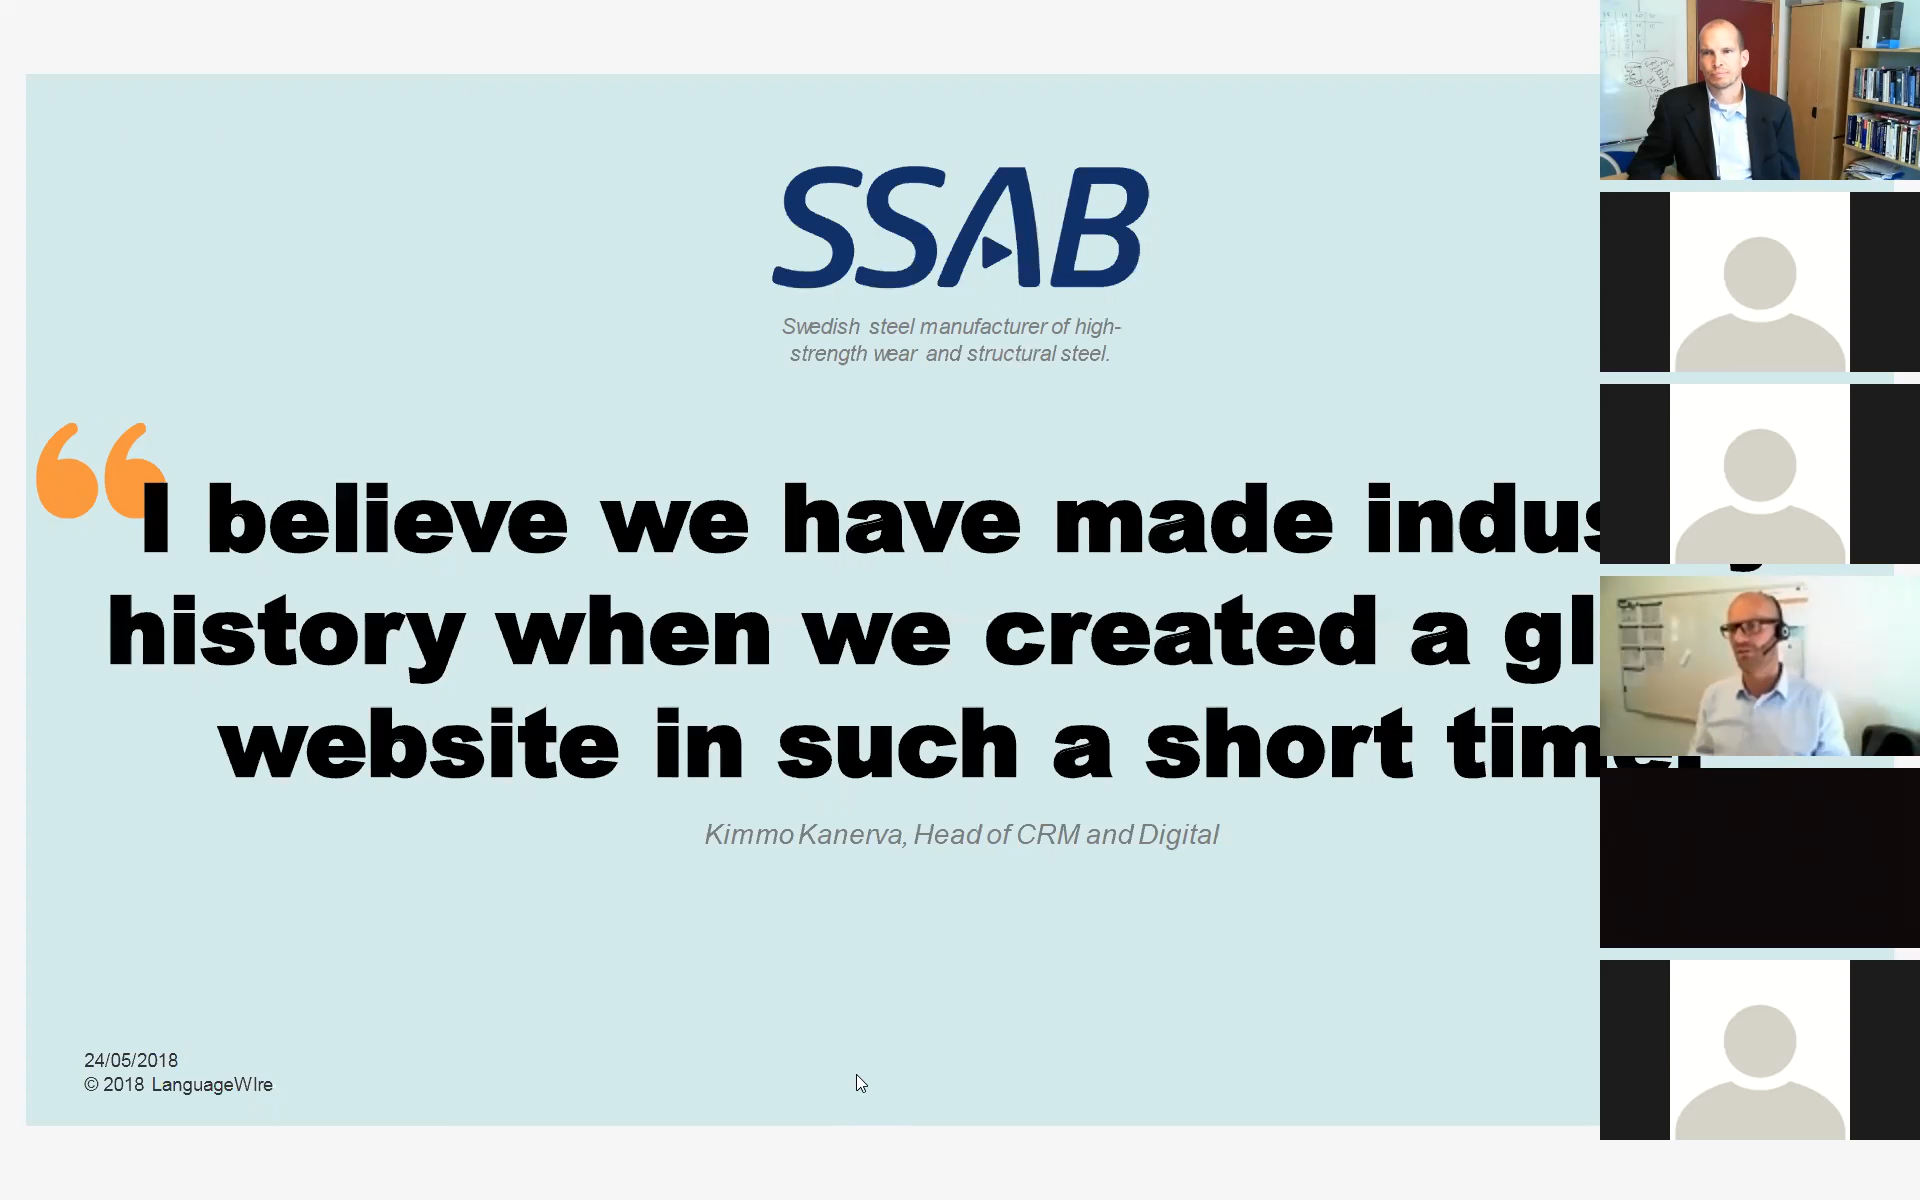 SSAB
Swedish steel manufacturer of high-
strength wear and structural steel.
“I believe we have made indus
history when we created a gl
website in such a short time.
Kimmo Kanerva, Head of CRM and Digital
24/05/2018
© 2018 LanguageWIre